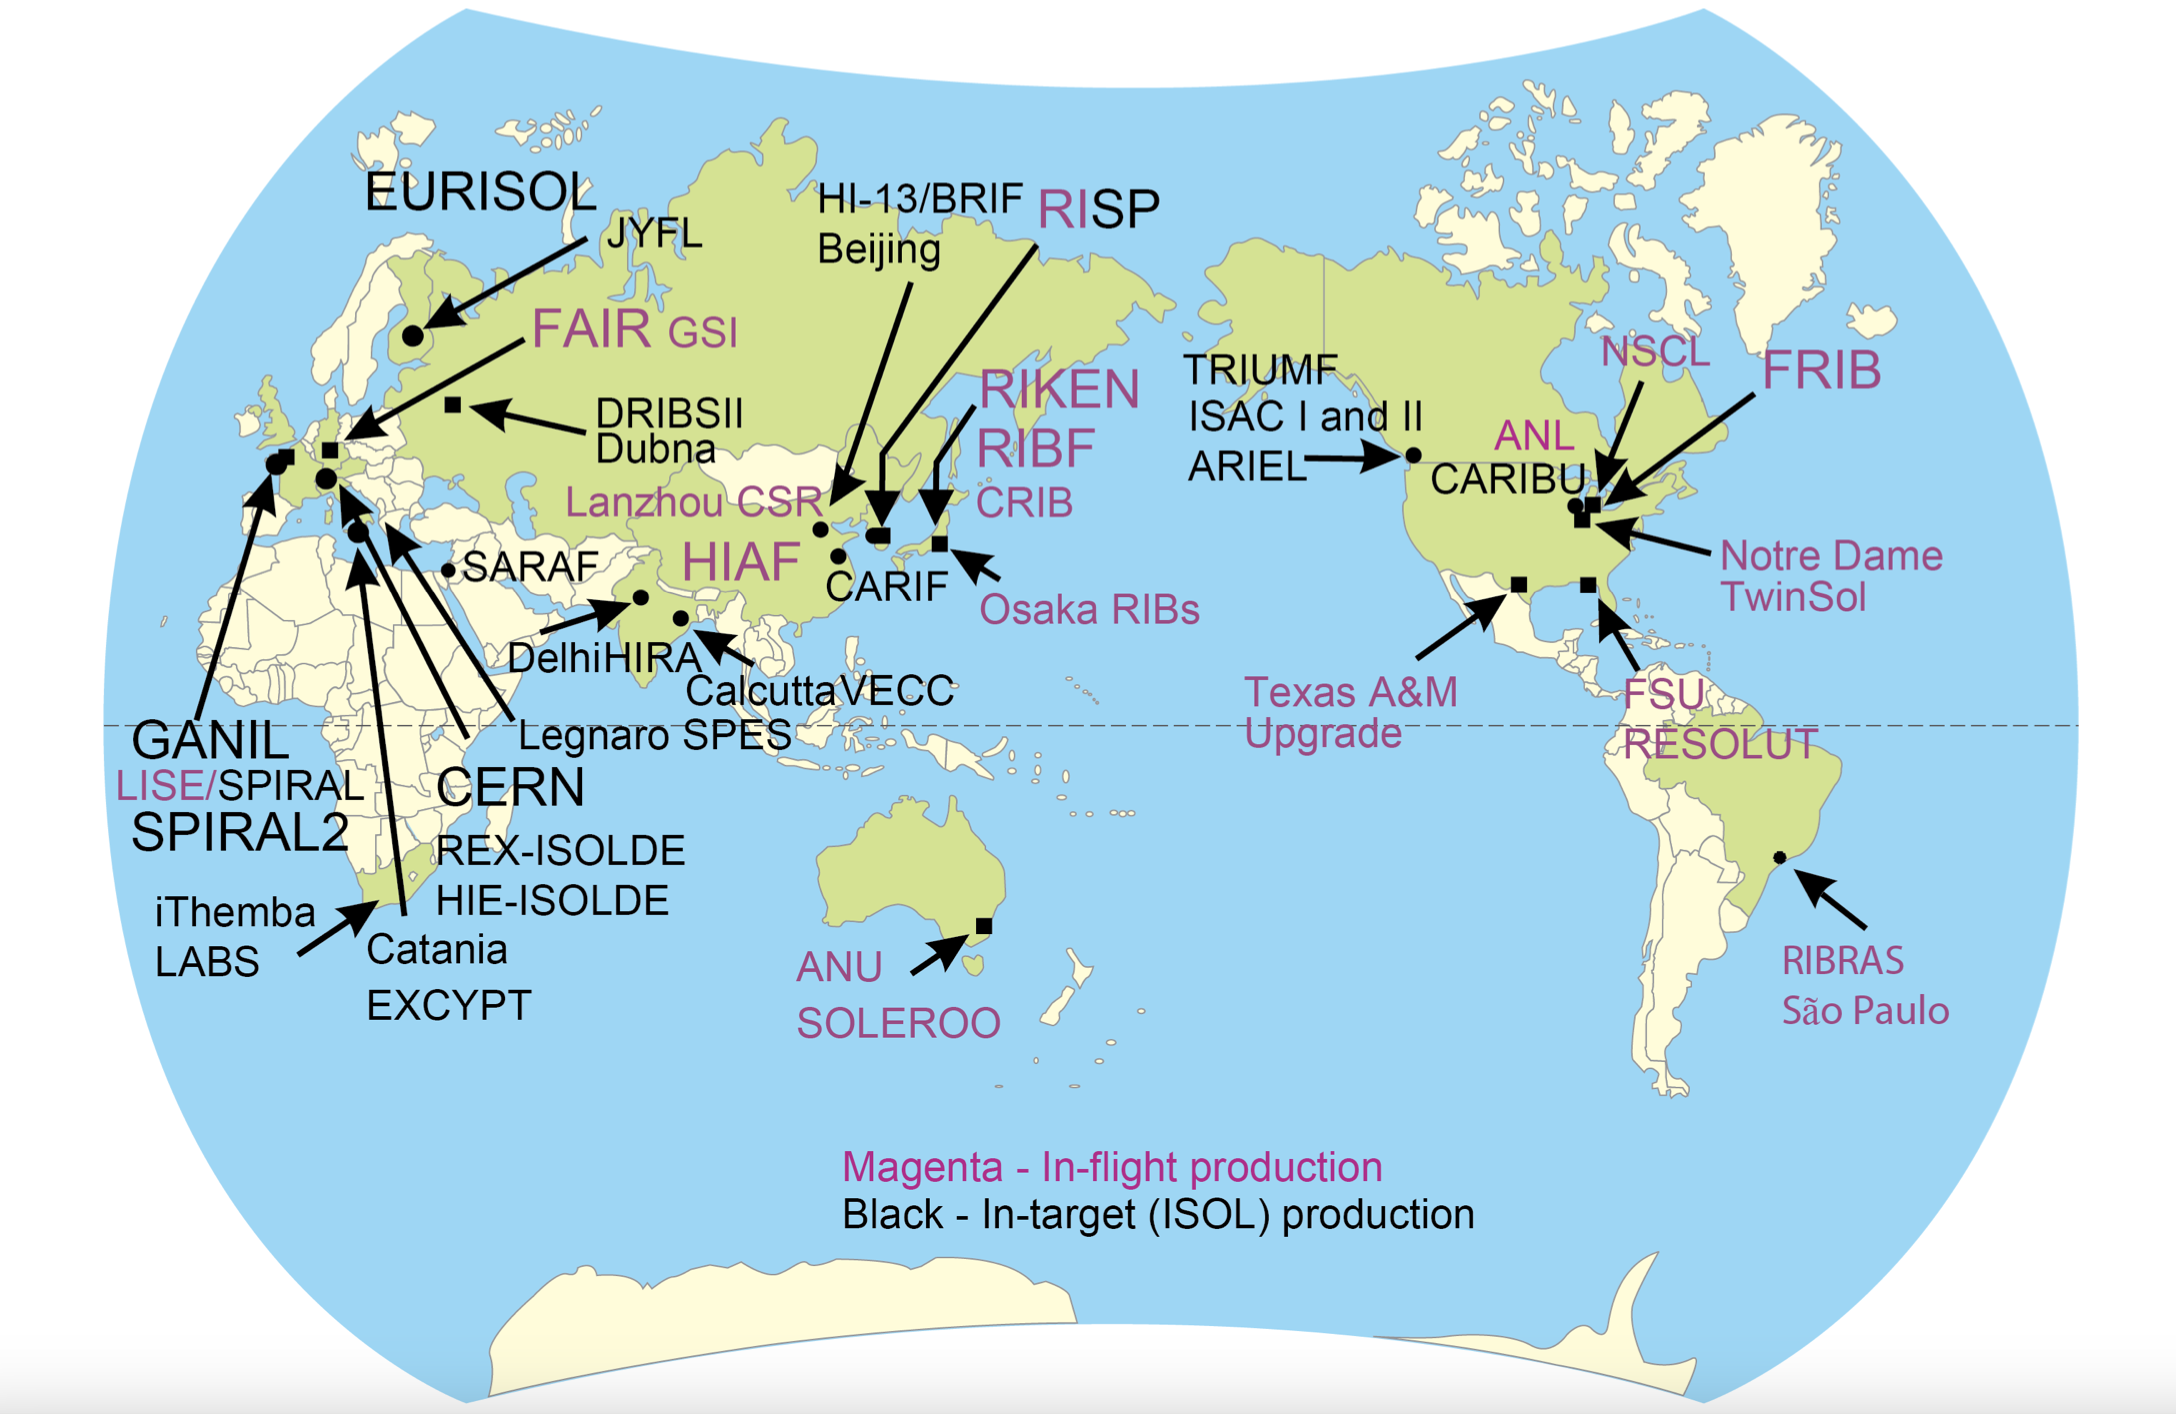 EURISOL
JYFL
HI-13/BRIF
Beijing
RISP
FAIR GSI
DRIBSII
Dubna
RIKEN
RIBF
CRIB
Lanzhou CSR
HIAF
CARIF
SARAF
Osaka RIBs
DelhiHIRA
CalcuttaVECC
Legnaro SPES
GANIL
LISE/SPIRAL
SPIRAL2
CERN
REX-ISOLDE
HIE-ISOLDE
iThemba
LABS
Catania
EXCYPT
ANU
SOLEROO
TRIUMF
ISAC I and II
ARIEL
NSCL
FRIB
ANL
CARIBU
Notre Dame
TwinSol
Texas A&M
Upgrade
FSU
RESOLUT
RIBRAS
São Paulo
Magenta - In-flight production
Black - In-target (ISOL) production